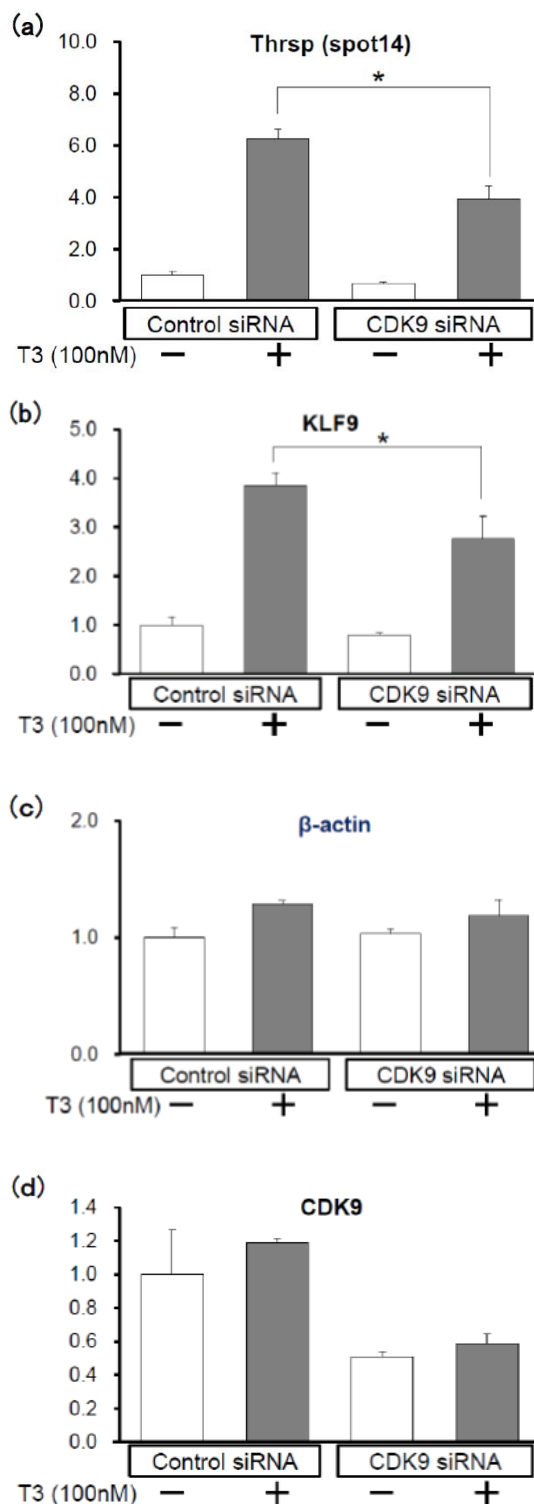 (a)
Thrsp (spot14)
10.0
*
8.0
6.0
4.0
2.0
0.0
Control siRNA CDK9 siRNA
T3 (100nM) − + − +
(b)
KLF9
5.0
*
4.0
3.0
2.0
1.0
0.0
Control siRNA CDK9 siRNA
T3 (100nM) − + − +
(c)
2.0
β-actin
1.0
0.0
Control siRNA CDK9 siRNA
T3 (100nM) − + − +
(d)
CDK9
1.4
1.2
1.0
0.8
0.6
0.4
0.2
0.0
Control siRNA CDK9 siRNA
T3 (100nM) − + − +